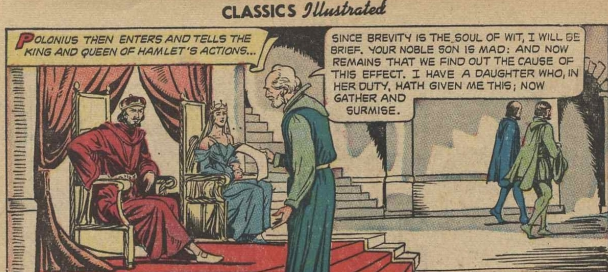 CLASSICS Illustrated
POLONIUS THEN ENTERS AND TELLS THE
KING AND QUEEN OF HAMLET'S ACTIONS...
SINCE BREVITY IS THE SOUL OF WIT, I WILL BE
BRIEF. YOUR NOBLE SON IS MAD: AND NOW
REMAINS THAT WE FIND OUT THE CAUSE OF
THIS EFFECT. I HAVE A DAUGHTER WHO, IN
HER DUTY, HATH GIVEN ME THIS; NOW
GATHER AND
SURMISE.